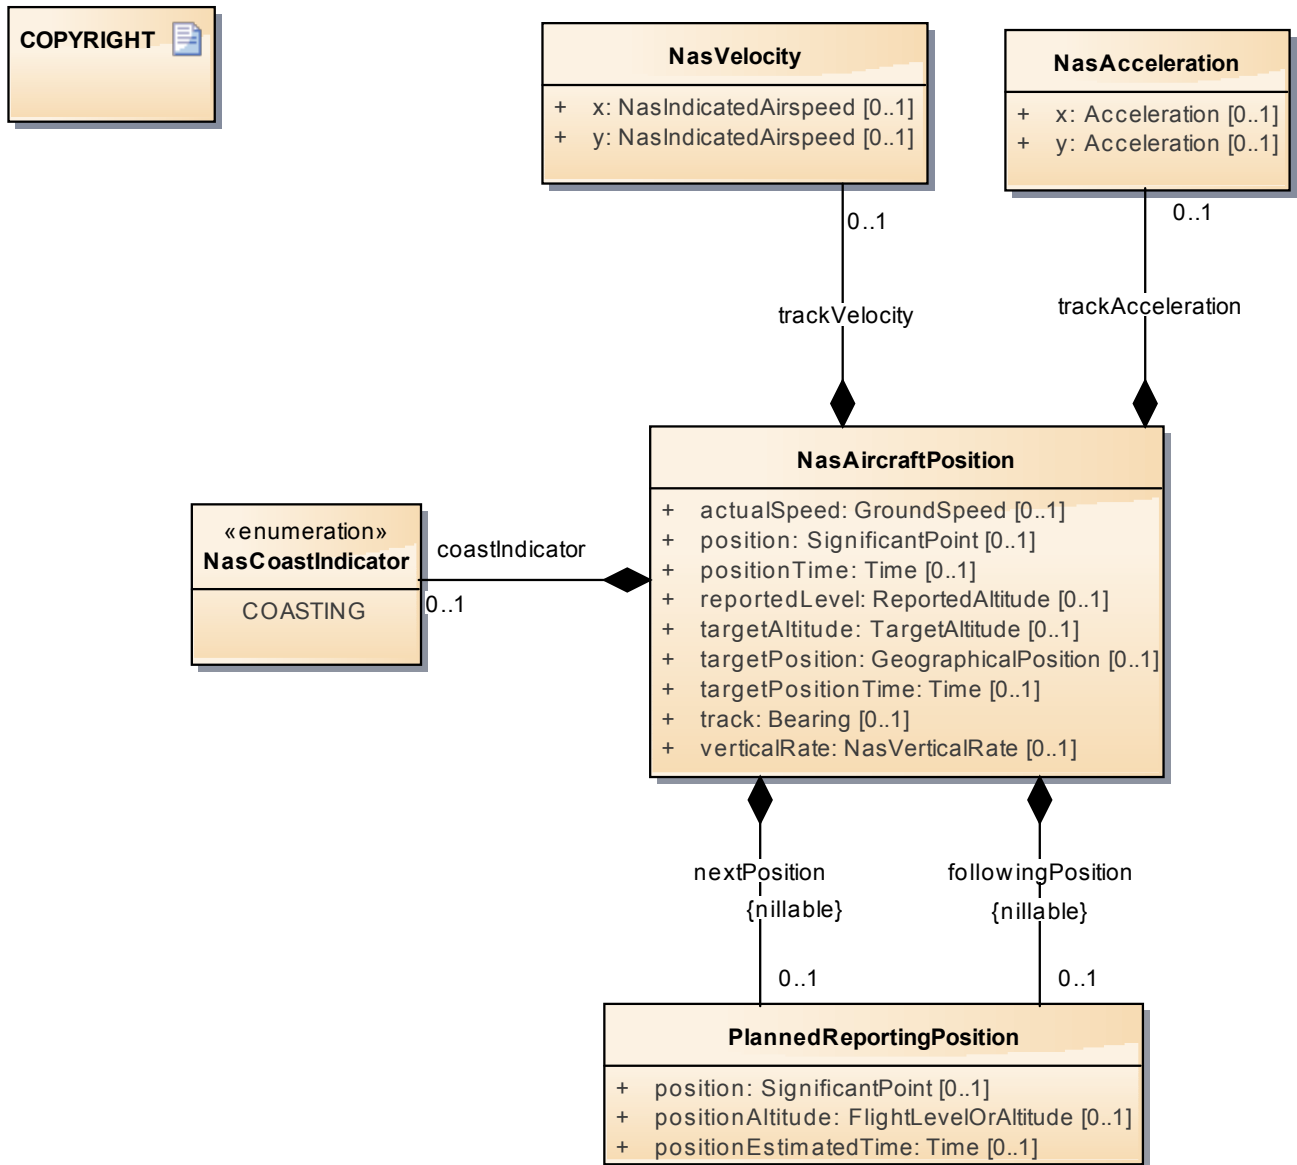 COPYRIGHT
NasVelocity
+ x: NasIndicatedAirspeed [0..1]
+ y: NasIndicatedAirspeed [0..1]
NasAcceleration
+ x: Acceleration [0..1]
+ y: Acceleration [0..1]
0..1
0..1
trackVelocity
trackAcceleration
NasAircraftPosition
+ actualSpeed: GroundSpeed [0..1]
+ position: SignificantPoint [0..1]
+ positionTime: Time [0..1]
+ reportedLevel: ReportedAltitude [0..1]
+ targetAltitude: TargetAltitude [0..1]
+ targetPosition: GeographicalPosition [0..1]
+ targetPositionTime: Time [0..1]
+ track: Bearing [0..1]
+ verticalRate: NasVerticalRate [0..1]
«enumeration»
NasCoastIndicator
COASTING
coastIndicator
0..1
nextPosition
{nillable}
0..1
followingPosition
{nillable}
0..1
PlannedReportingPosition
+ position: SignificantPoint [0..1]
+ positionAltitude: FlightLevelOrAltitude [0..1]
+ positionEstimatedTime: Time [0..1]